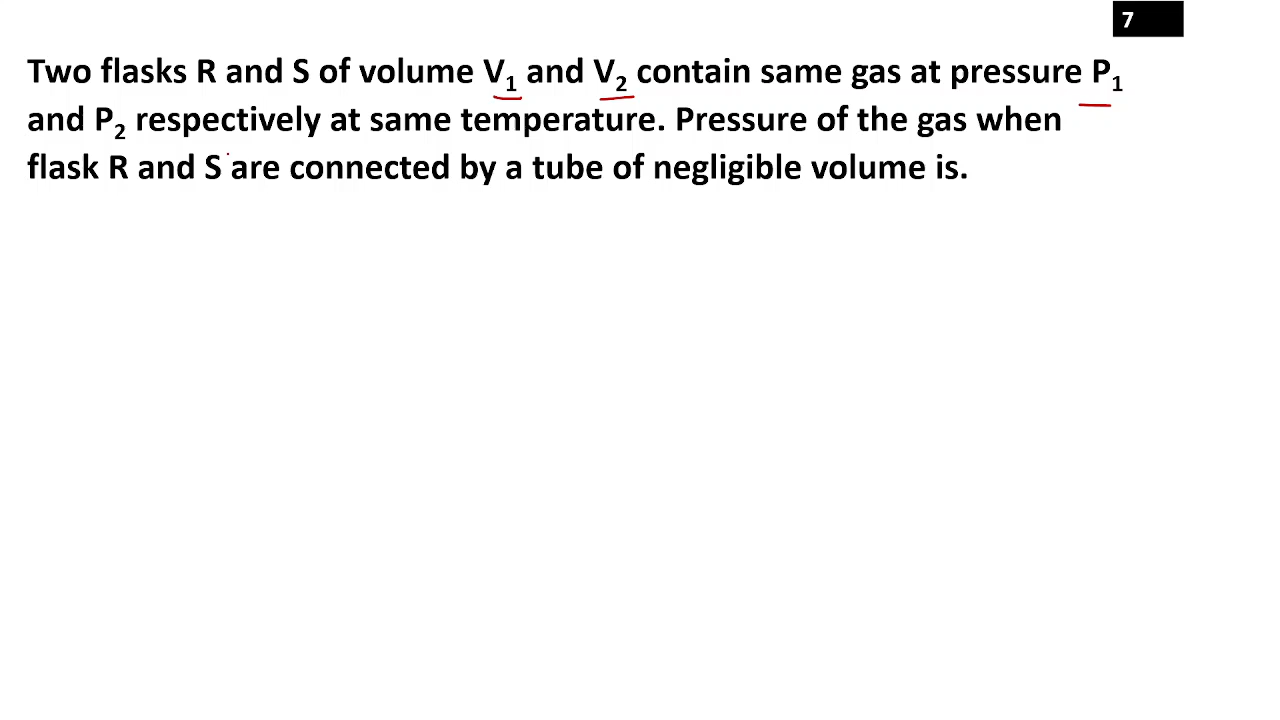 7
Two flasks R and S of volume V₁ and V₂ contain same gas at pressure P₁
and P₂ respectively at same temperature. Pressure of the gas when
flask R and S are connected by a tube of negligible volume is.